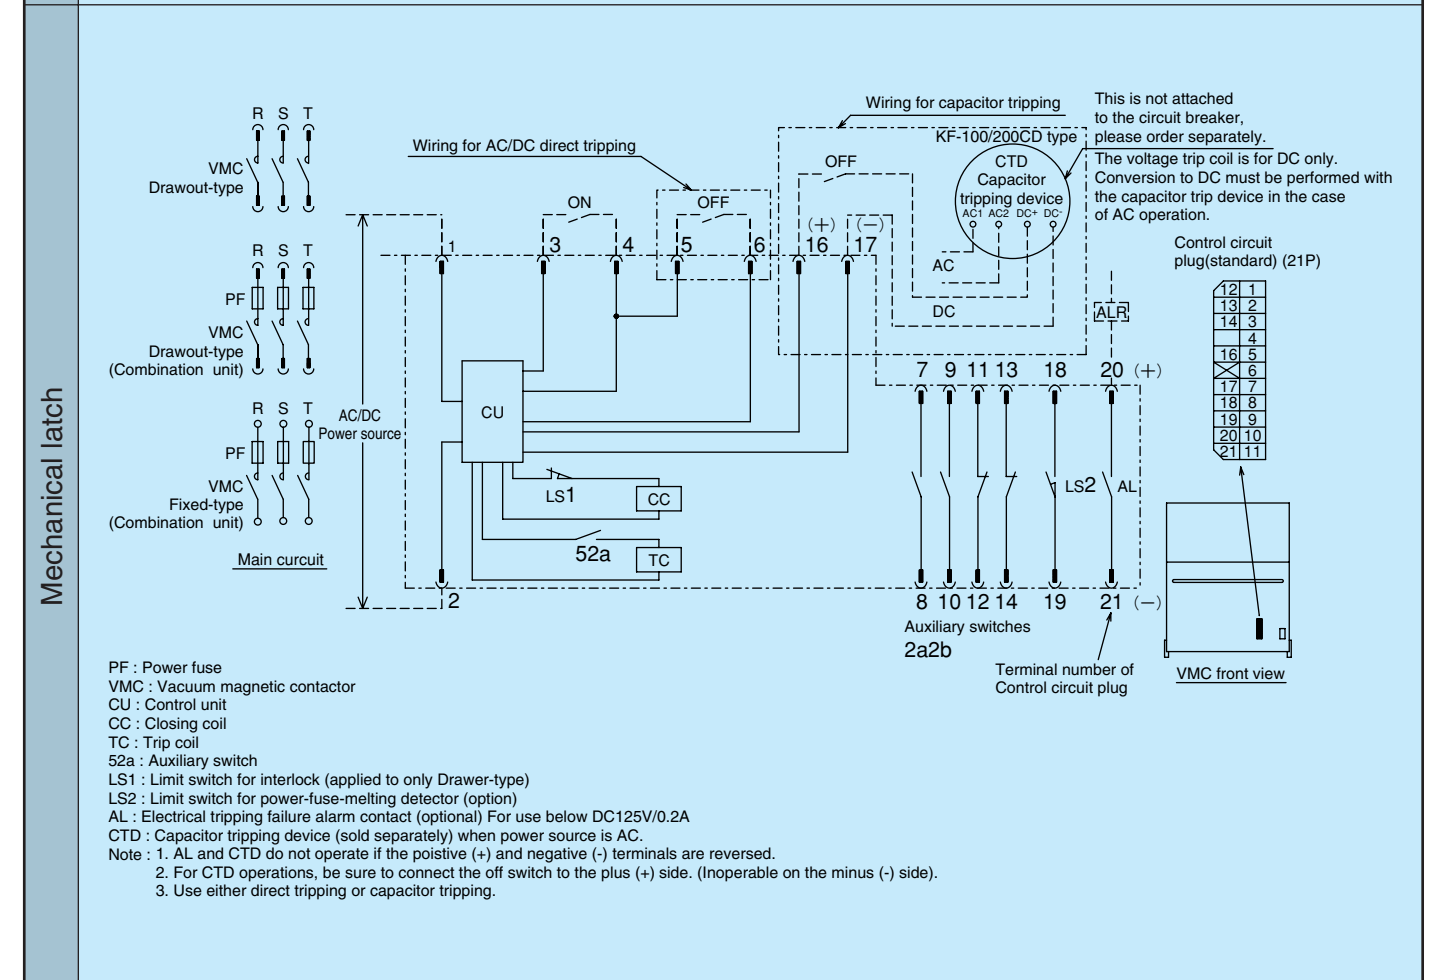 Mechanical latch
R S T
VMC
Drawout-type
R S T
PF
VMC
Drawout-type
(Combination unit)
R S T
PF
VMC
Fixed-type
(Combination unit)
Main curcuit
AC/DC
Power source
Wiring for AC/DC direct tripping
ON
OFF
1 3 4 5 6
Wiring for capacitor tripping
KF-100/200CD type
OFF
CTD
Capacitor
tripping device
AC1 AC2 DC+ DC-
(+) (−)
16 17
AC
DC
This is not attached
to the circuit breaker,
please order separately.
The voltage trip coil is for DC only.
Conversion to DC must be performed with
the capacitor trip device in the case
of AC operation.
Control circuit
plug(standard) (21P)
12 1
13 2
14 3
4
16 5
6
17 7
18 8
19 9
20 10
21 11
ALR
7 9 11 13 18 20 (+)
CU
LS1
CC
52a
TC
LS2 AL
2
8 10 12 14 19 21 (−)
Auxiliary switches
2a2b
Terminal number of
Control circuit plug
VMC front view
PF : Power fuse
VMC : Vacuum magnetic contactor
CU : Control unit
CC : Closing coil
TC : Trip coil
52a : Auxiliary switch
LS1 : Limit switch for interlock (applied to only Drawer-type)
LS2 : Limit switch for power-fuse-melting detector (option)
AL : Electrical tripping failure alarm contact (optional) For use below DC125V/0.2A
CTD : Capacitor tripping device (sold separately) when power source is AC.
Note : 1. AL and CTD do not operate if the poistive (+) and negative (-) terminals are reversed.
2. For CTD operations, be sure to connect the off switch to the plus (+) side. (Inoperable on the minus (-) side).
3. Use either direct tripping or capacitor tripping.